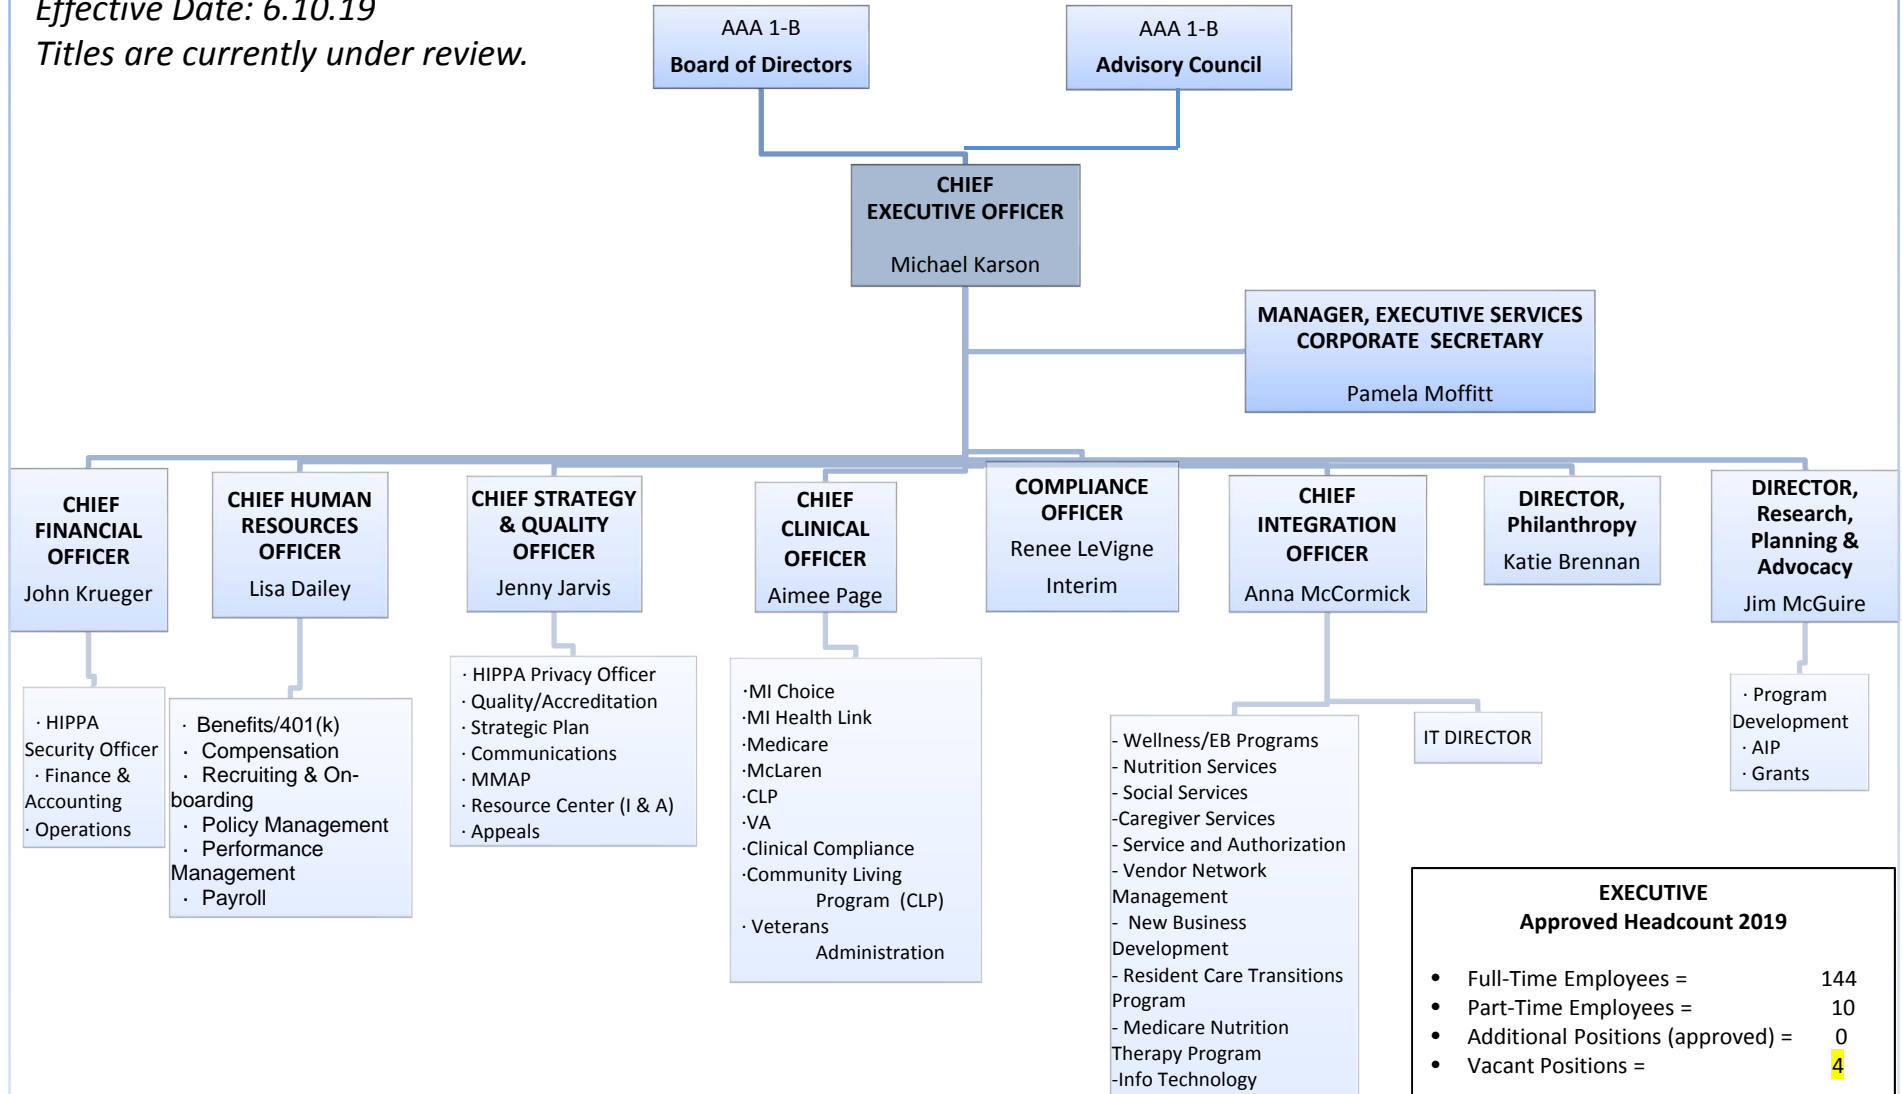 Effective Date: 6.10.19
Titles are currently under review.
AAA 1-B
Board of Directors
AAA 1-B
Advisory Council
CHIEF
EXECUTIVE OFFICER
Michael Karson
MANAGER, EXECUTIVE SERVICES
CORPORATE SECRETARY
Pamela Moffitt
CHIEF
FINANCIAL
OFFICER
John Krueger
CHIEF HUMAN
RESOURCES
OFFICER
Lisa Dailey
CHIEF STRATEGY
& QUALITY
OFFICER
Jenny Jarvis
CHIEF
CLINICAL
OFFICER
Aimee Page
COMPLIANCE
OFFICER
Renee LeVigne
Interim
CHIEF
INTEGRATION
OFFICER
Anna McCormick
DIRECTOR,
Philanthropy
Katie Brennan
DIRECTOR,
Research,
Planning &
Advocacy
Jim McGuire
· HIPPA
Security Officer
· Finance &
Accounting
· Operations
· Benefits/401(k)
· Compensation
· Recruiting & On-
boarding
· Policy Management
· Performance
Management
· Payroll
· HIPPA Privacy Officer
· Quality/Accreditation
· Strategic Plan
· Communications
· MMAP
· Resource Center (I & A)
· Appeals
·MI Choice
·MI Health Link
·Medicare
·McLaren
·CLP
·VA
·Clinical Compliance
·Community Living
Program (CLP)
· Veterans
Administration
- Wellness/EB Programs
- Nutrition Services
- Social Services
-Caregiver Services
- Service and Authorization
- Vendor Network
Management
- New Business
Development
- Resident Care Transitions
Program
- Medicare Nutrition
Therapy Program
-Info Technology
IT DIRECTOR
· Program
Development
· AIP
· Grants
EXECUTIVE
Approved Headcount 2019
• Full-Time Employees = 144
• Part-Time Employees = 10
• Additional Positions (approved) = 0
• Vacant Positions = 4